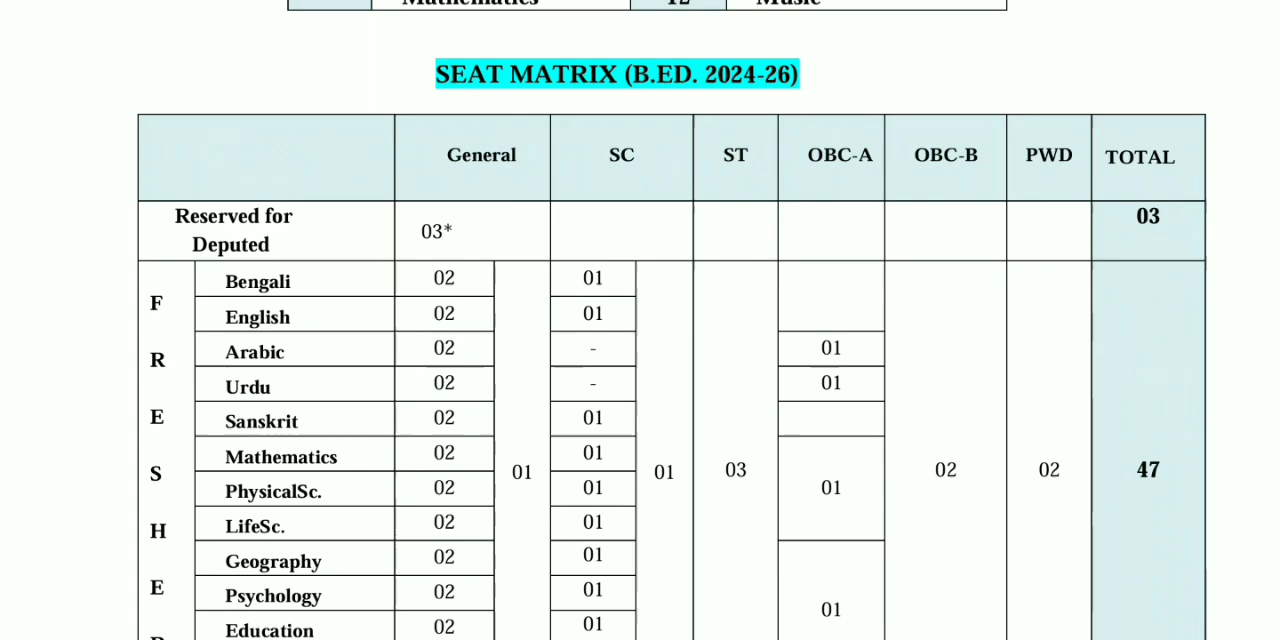 Mathematics 12 Music
SEAT MATRIX (B.ED. 2024-26)
General SC ST OBC-A OBC-B PWD TOTAL
Reserved for
Deputed
03* 03
F R E S H E
Bengali 02 01
English 02 01
Arabic 02 - 01
Urdu 02 - 01
Sanskrit 02 01
Mathematics 02 01
01 01 03 02 02 47
PhysicalSc. 02 01 01
LifeSc. 02 01
Geography 02 01
Psychology 02 01
01
Education 02 01